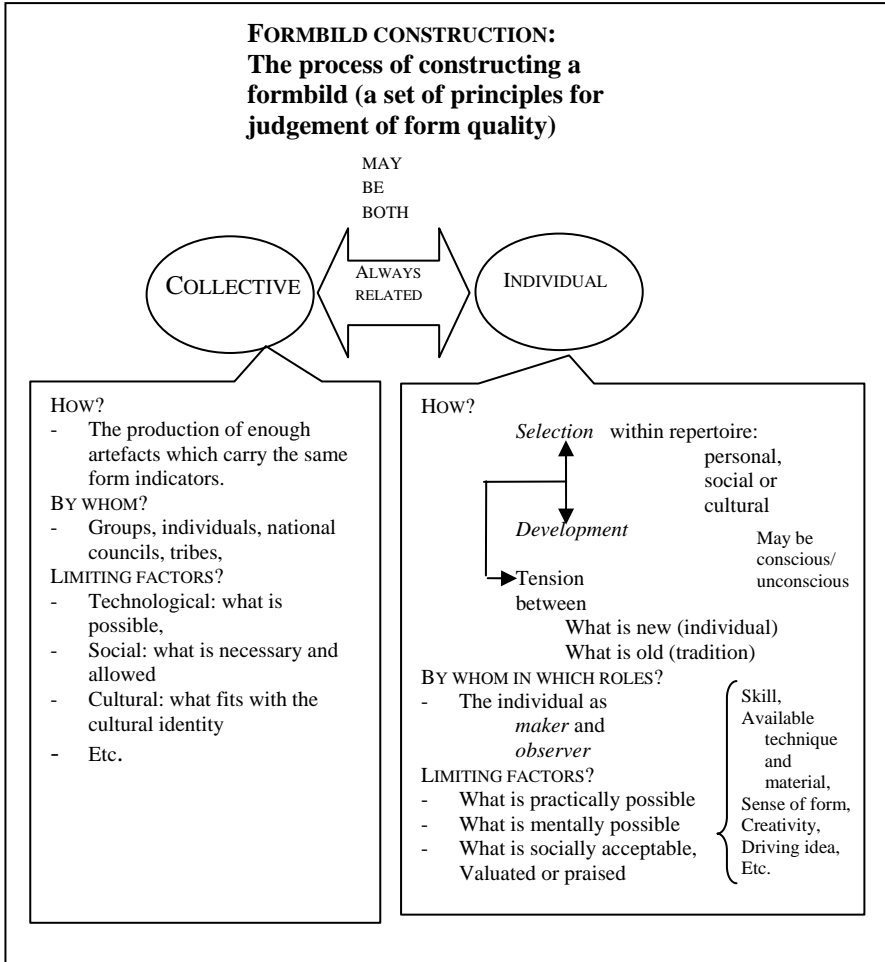 FORMBILD CONSTRUCTION:
The process of constructing a
formbild (a set of principles for
judgement of form quality)
MAY
BE
BOTH
COLLECTIVE
ALWAYS
RELATED
INDIVIDUAL
HOW?
- The production of enough
artefacts which carry the same
form indicators.
BY WHOM?
- Groups, individuals, national
councils, tribes,
LIMITING FACTORS?
- Technological: what is
possible,
- Social: what is necessary and
allowed
- Cultural: what fits with the
cultural identity
- Etc.
HOW?
Selection within repertoire:
personal,
social or
cultural
Development
May be
conscious/
unconscious
Tension
between
What is new (individual)
What is old (tradition)
BY WHOM IN WHICH ROLES?
- The individual as
maker and
observer
LIMITING FACTORS?
- What is practically possible
- What is mentally possible
- What is socially acceptable,
Valuated or praised
Skill,
Available
technique
and
material,
Sense of form,
Creativity,
Driving idea,
Etc.